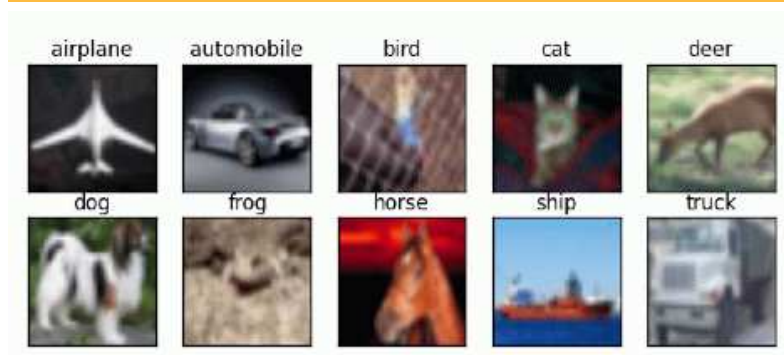 airplane automobile bird cat deer
dog frog horse ship truck